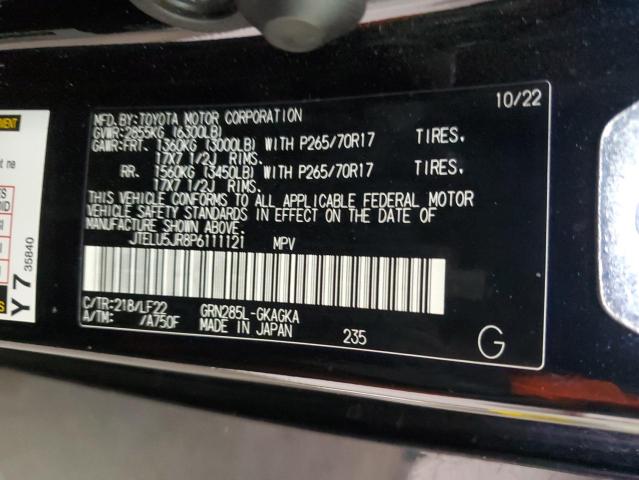 MFD.BY:TOYOTA MOTOR CORPORATION 10/22
GVWR:2855KG (6300LB)
GAWR:FRT. 1360KG (3000LB) WITH P265/70R17 TIRES.
17X7 1/2J RIMS.
RR. 1560KG (3450LB) WITH P265/70R17 TIRES.
17X7 1/2J RIMS.
THIS VEHICLE CONFORMS TO ALL APPLICABLE FEDERAL MOTOR
VEHICLE SAFETY STANDARDS IN EFFECT ON THE DATE OF
MANUFACTURE SHOWN ABOVE.
JTELU5JR8P6111121 MPV
C/TR:218/LF22 GRN285L-GKAGKA
A/TM: /A750F MADE IN JAPAN 235
G
Y7
35840